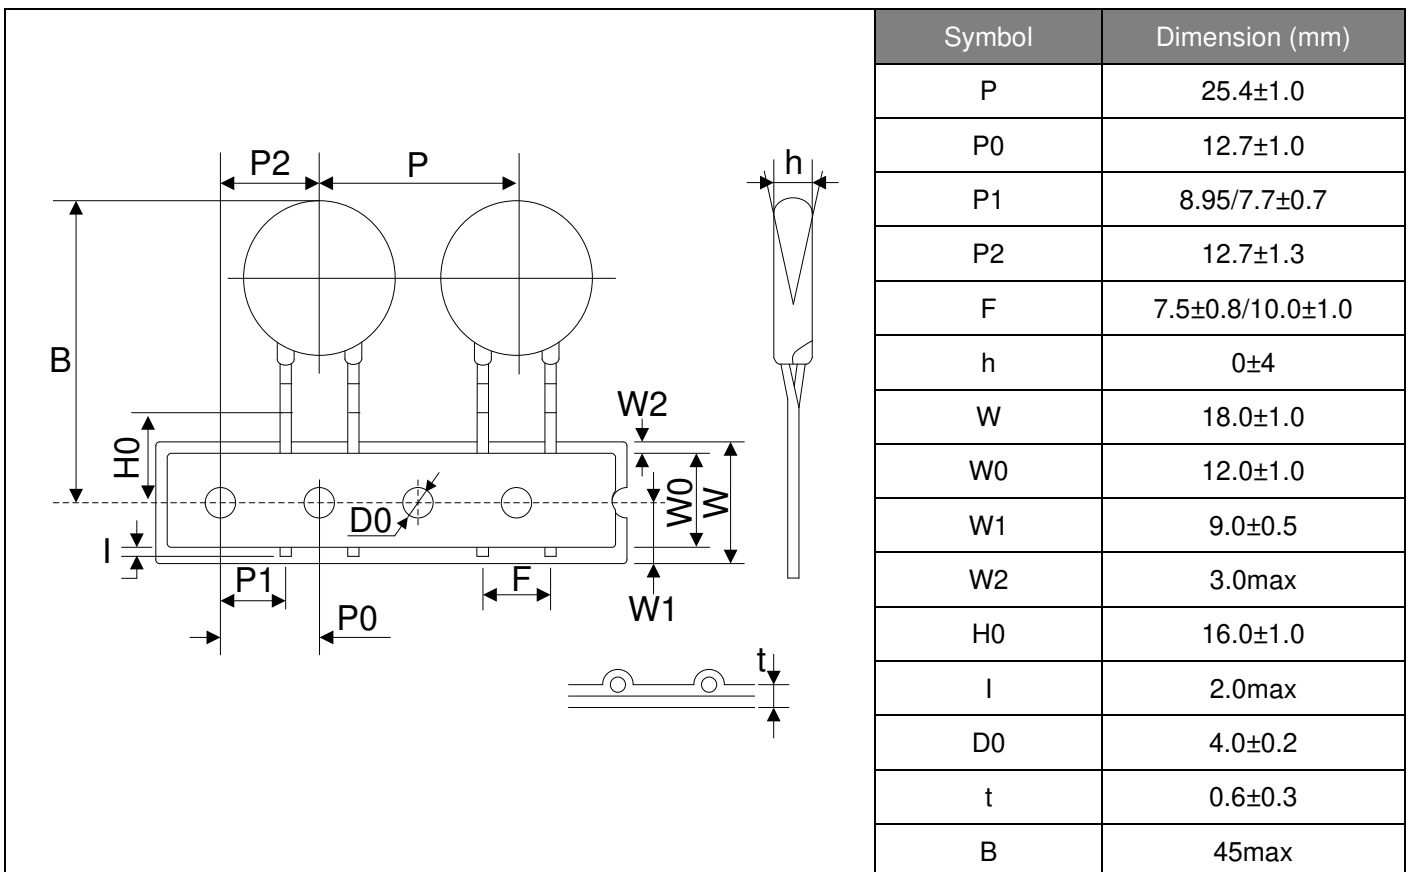 Symbol Dimension (mm)
P 25.4±1.0
P0 12.7±1.0
P1 8.95/7.7±0.7
P2 12.7±1.3
F 7.5±0.8/10.0±1.0
h 0±4
W 18.0±1.0
W0 12.0±1.0
W1 9.0±0.5
W2 3.0max
H0 16.0±1.0
I 2.0max
D0 4.0±0.2
t 0.6±0.3
B 45max
P2 P h
B
W2
H0
W0 W
D0
I
P1 F
W1
P0
t